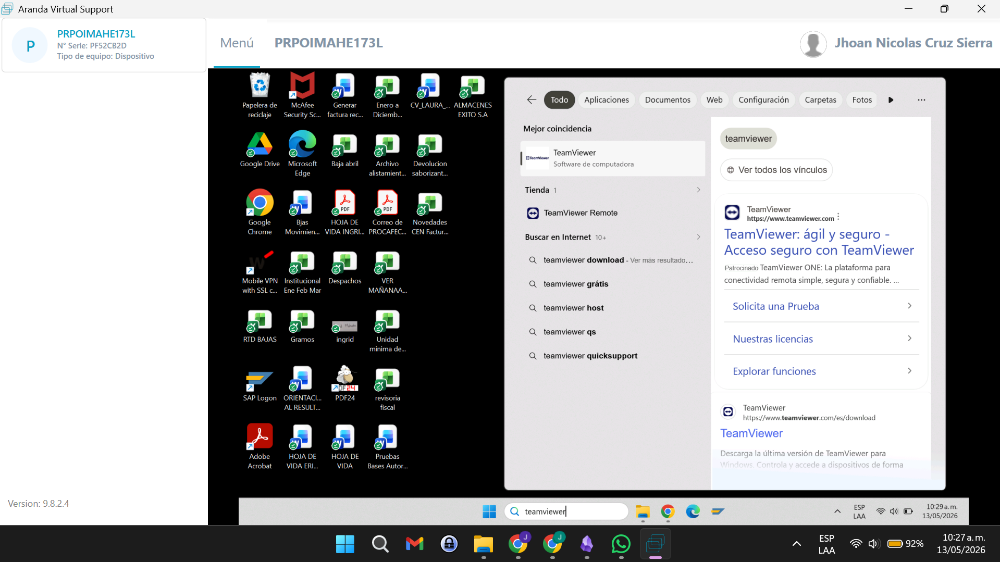 Aranda Virtual Support
P
PRPOIMAHE173L
N° Serie: PF52CB2D
Tipo de equipo: Dispositivo
Menú
PRPOIMAHE173L
Jhoan Nicolas Cruz Sierra
Papelera de
reciclaje
McAfee
Security Sc...
Generar
factura rec...
Enero a
Diciemb...
CV_LAURA_...
ALMACENES
EXITO S.A
Google Drive
Microsoft
Edge
Baja abril
Archivo
alistamient...
Devolucion
saborizant...
Google
Chrome
Bjas
Movimien...
HOJA DE
VIDA INGRI...
Correo de
PROCAFEC...
Novedades
CEN Factur...
Mobile VPN
with SSL c...
Institucional
Ene Feb Mar
Despachos
VER
MAÑANAA...
RTD BAJAS
Gramos
ingrid
Unidad
minima de...
SAP Logon
ORIENTACI...
AL RESULT...
PDF24
revisoria
fiscal
Adobe
Acrobat
HOJA DE
VIDA ERI...
HOJA DE
VIDA
Pruebas
Bases Autor...
Todo
Aplicaciones
Documentos
Web
Configuración
Carpetas
Fotos
Mejor coincidencia
TeamViewer
TeamViewer
Software de computadora
Tienda 1
TeamViewer Remote
Buscar en Internet 10+
teamviewer download - Ver más resultado...
teamviewer grátis
teamviewer host
teamviewer qs
teamviewer quicksupport
teamviewer
Ver todos los vínculos
TeamViewer
https://www.teamviewer.com
TeamViewer: ágil y seguro -
Acceso seguro con TeamViewer
Patrocinado TeamViewer ONE: La plataforma para
conectividad remota simple, segura y confiable. ...
Solicita una Prueba
Nuestras licencias
Explorar funciones
TeamViewer
https://www.teamviewer.com/es/download
TeamViewer
Descarga la última versión de TeamViewer para
Windows. Controla y accede a dispositivos de forma
Version: 9.8.2.4
teamviewer
ESP
LAA
10:29 a. m.
13/05/2026
J
J
ESP
LAA
92%
10:27 a. m.
13/05/2026